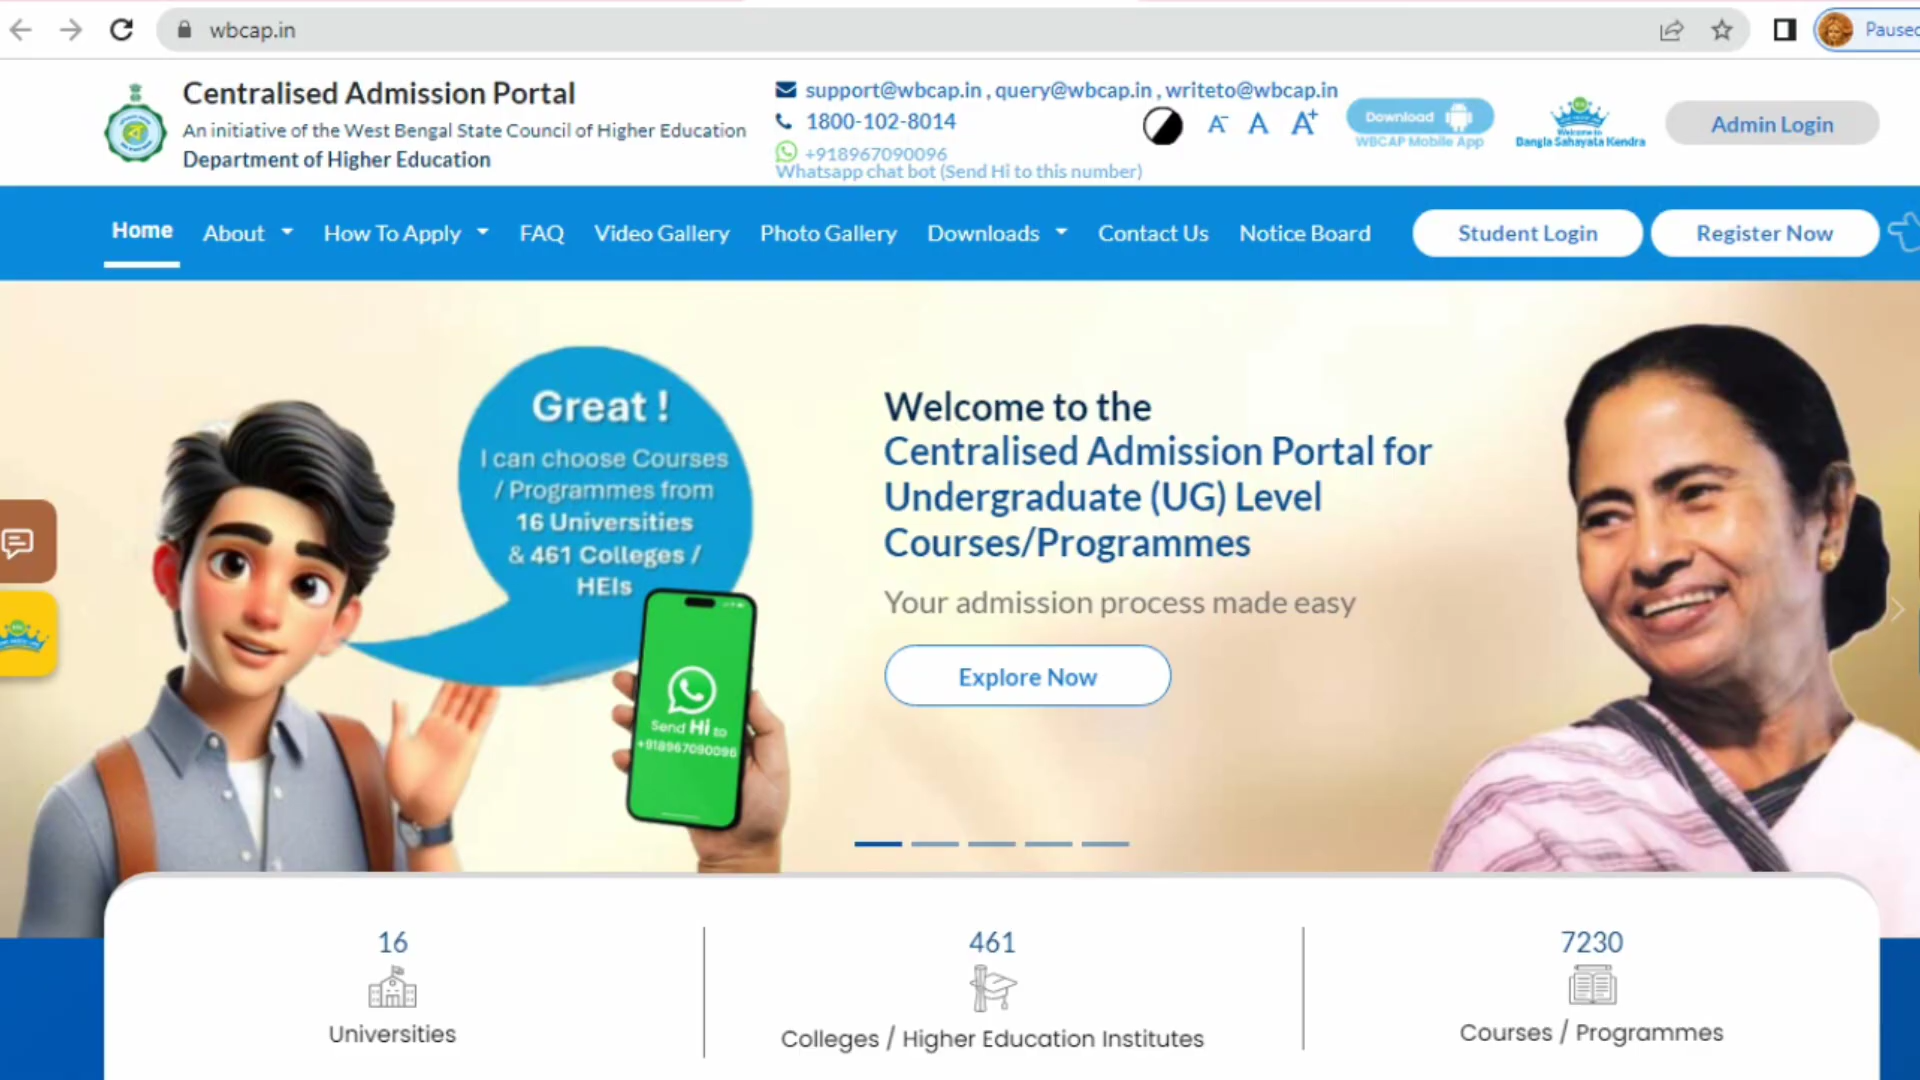 wbcap.in
Paused
Centralised Admission Portal
An initiative of the West Bengal State Council of Higher Education
Department of Higher Education
support@wbcap.in , query@wbcap.in , writeto@wbcap.in
1800-102-8014
+918967090096
Whatsapp chat bot (Send Hi to this number)
A- A A+
Download
WBCAP Mobile App
Welcome to
Bangla Sahayata Kendra
Admin Login
Home About How To Apply FAQ Video Gallery Photo Gallery Downloads Contact Us Notice Board Student Login Register Now
Great !
I can choose Courses
/ Programmes from
16 Universities
& 461 Colleges /
HEIs
Send Hi to
+918967090096
Welcome to the
Centralised Admission Portal for
Undergraduate (UG) Level
Courses/Programmes
Your admission process made easy
Explore Now
16
Universities
461
Colleges / Higher Education Institutes
7230
Courses / Programmes